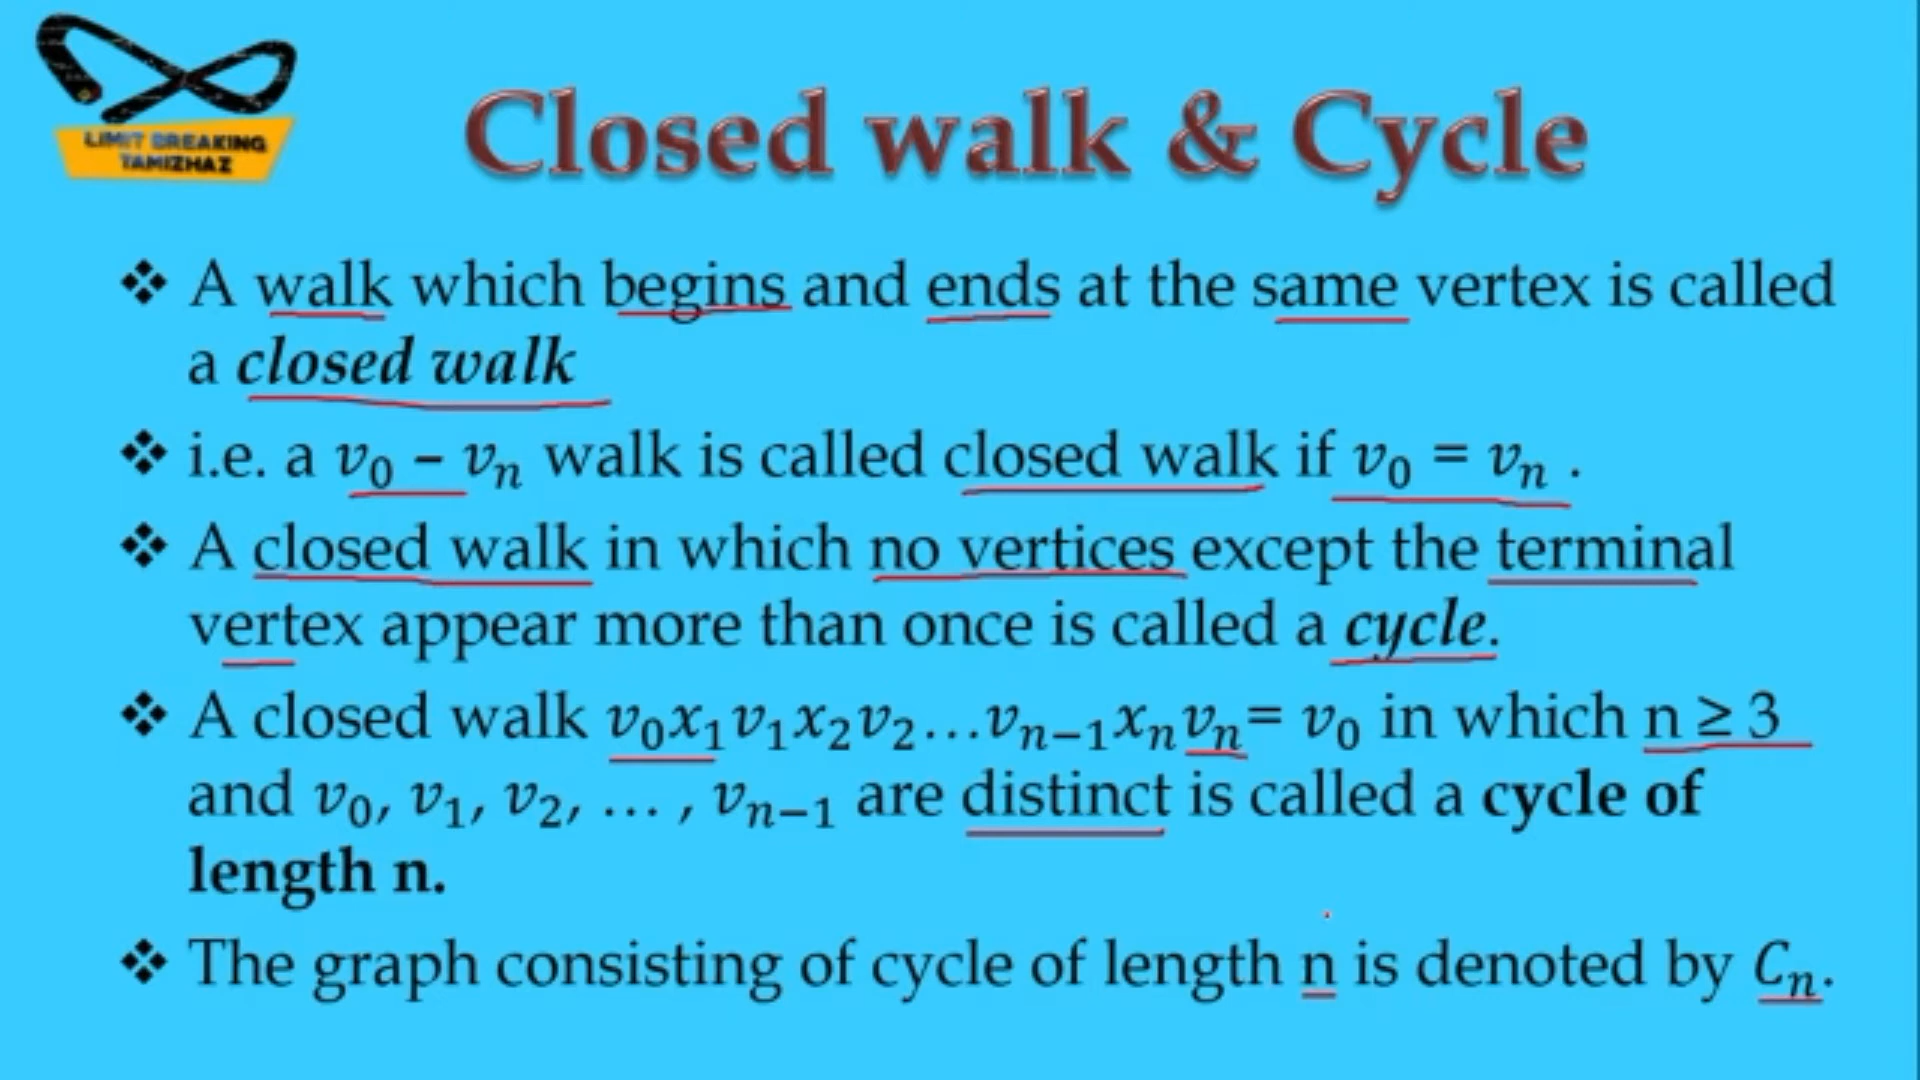 LIMIT BREAKING
TAMIZHAZ
Closed walk & Cycle
❖ A walk which begins and ends at the same vertex is called
a closed walk
❖ i.e. a v₀ – vₙ walk is called closed walk if v₀ = vₙ .
❖ A closed walk in which no vertices except the terminal
vertex appear more than once is called a cycle.
❖ A closed walk v₀x₁v₁x₂v₂…vₙ₋₁xₙvₙ= v₀ in which n ≥ 3
and v₀, v₁, v₂, … , vₙ₋₁ are distinct is called a cycle of
length n.
❖ The graph consisting of cycle of length n is denoted by Cₙ.